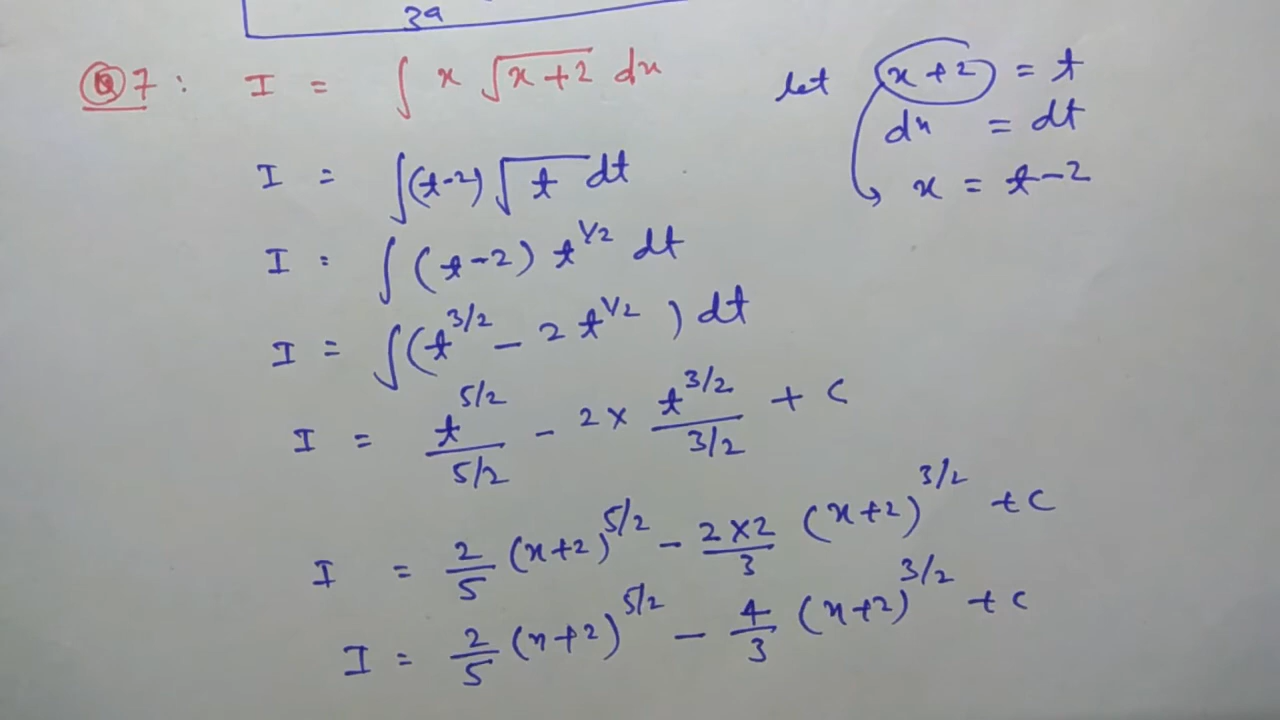 3a
Q7 : I = ∫ x √(x+2) dx let x+2 = t
dx = dt
I = ∫(t-2) √t dt x = t-2
I = ∫ (t-2) t^1/2 dt
I = ∫(t^3/2 - 2 t^1/2) dt
I = t^5/2 / 5/2 - 2 × t^3/2 / 3/2 + C
I = 2/5 (x+2)^5/2 - 2×2/3 (x+2)^3/2 + C
I = 2/5 (x+2)^5/2 - 4/3 (x+2)^3/2 + C